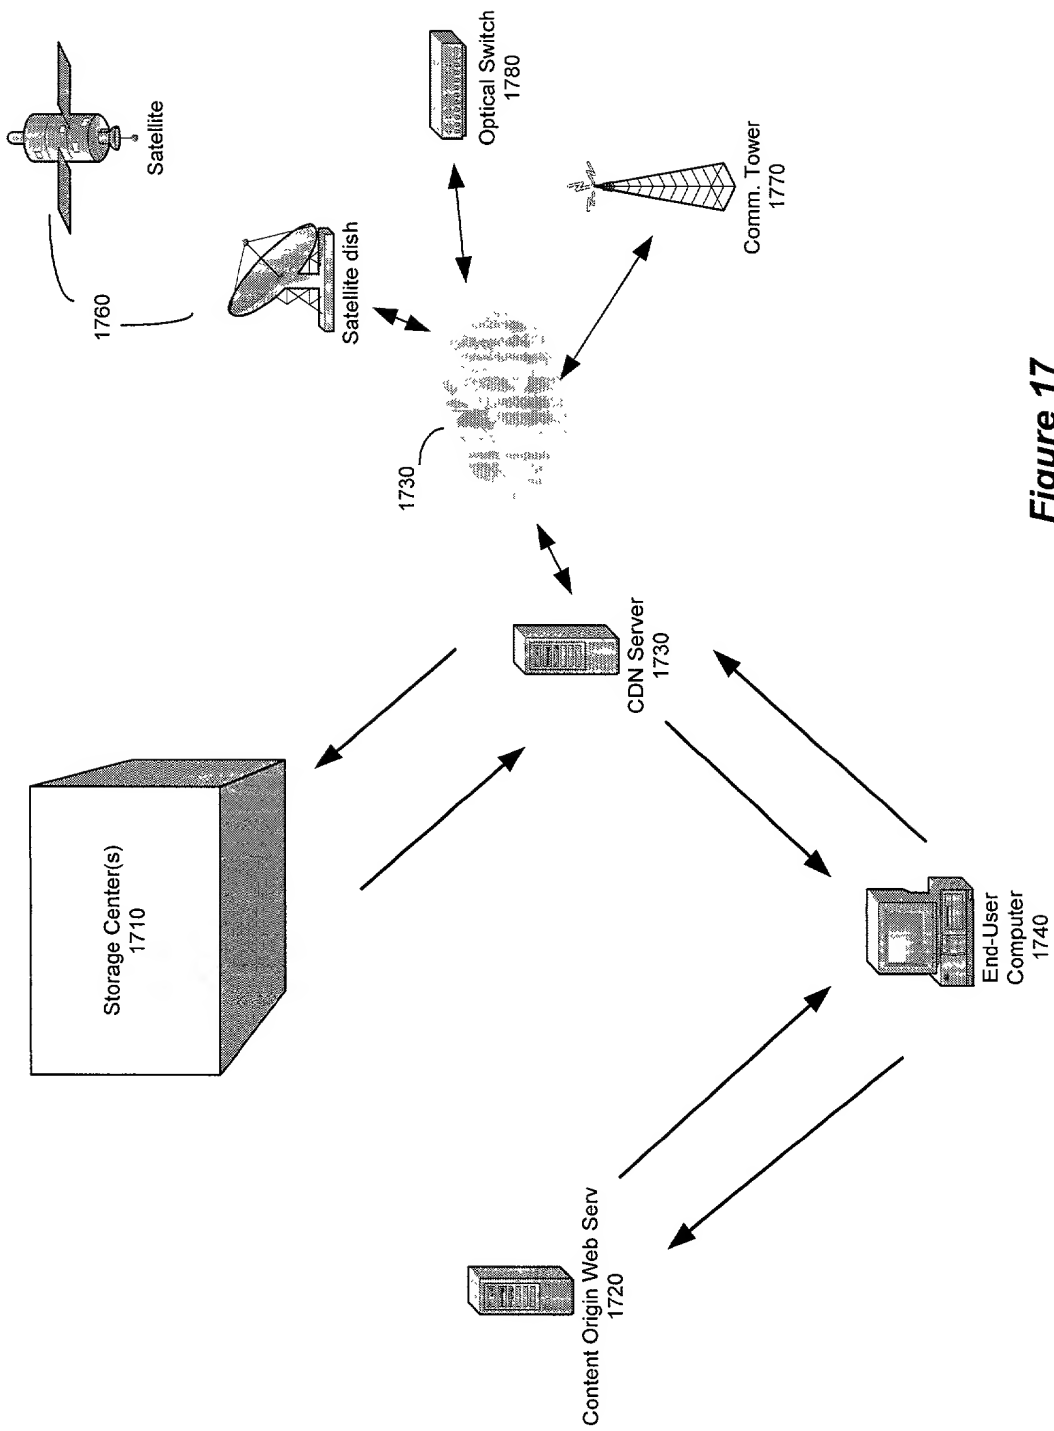 Storage Center(s)
1710
1760
Satellite
Satellite dish
Optical Switch
1780
1730
Comm. Tower
1770
CDN Server
1730
Content Origin Web Serv
1720
End-User
Computer
1740
Figure 17